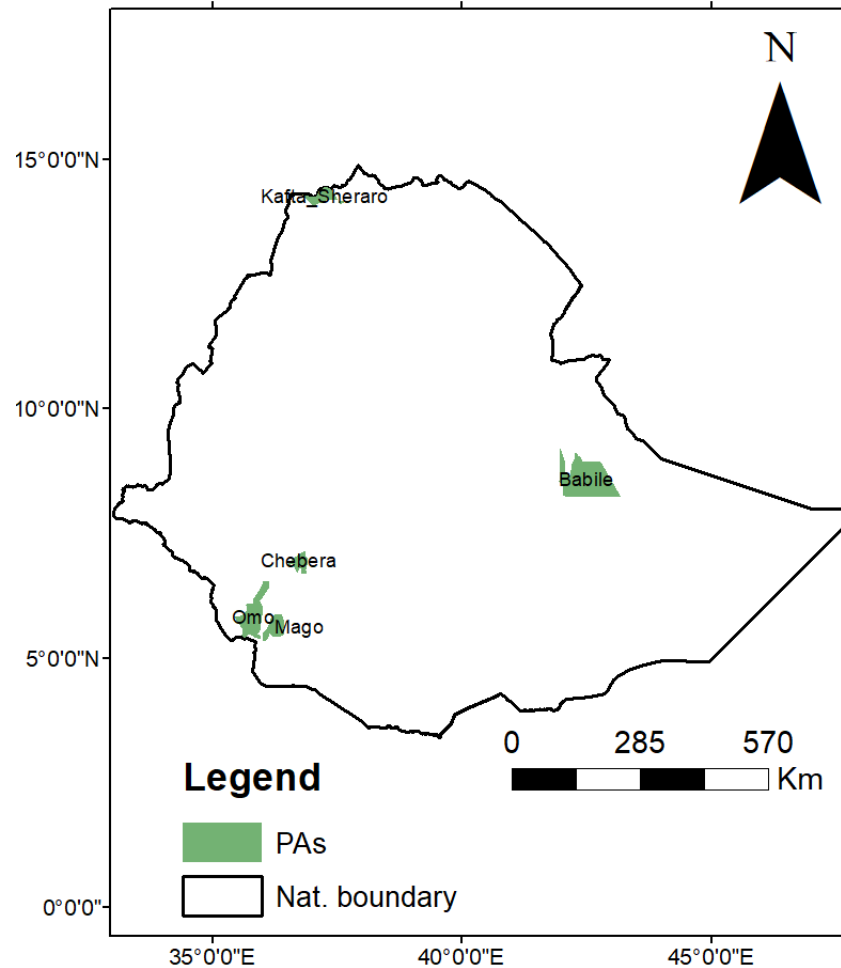 N
15°0'0"N
Kafta_Sheraro
10°0'0"N
Babile
Chebera
Omo
Mago
5°0'0"N
0 285 570
Km
Legend
PAs
Nat. boundary
0°0'0"
35°0'0"E 40°0'0"E 45°0'0"E